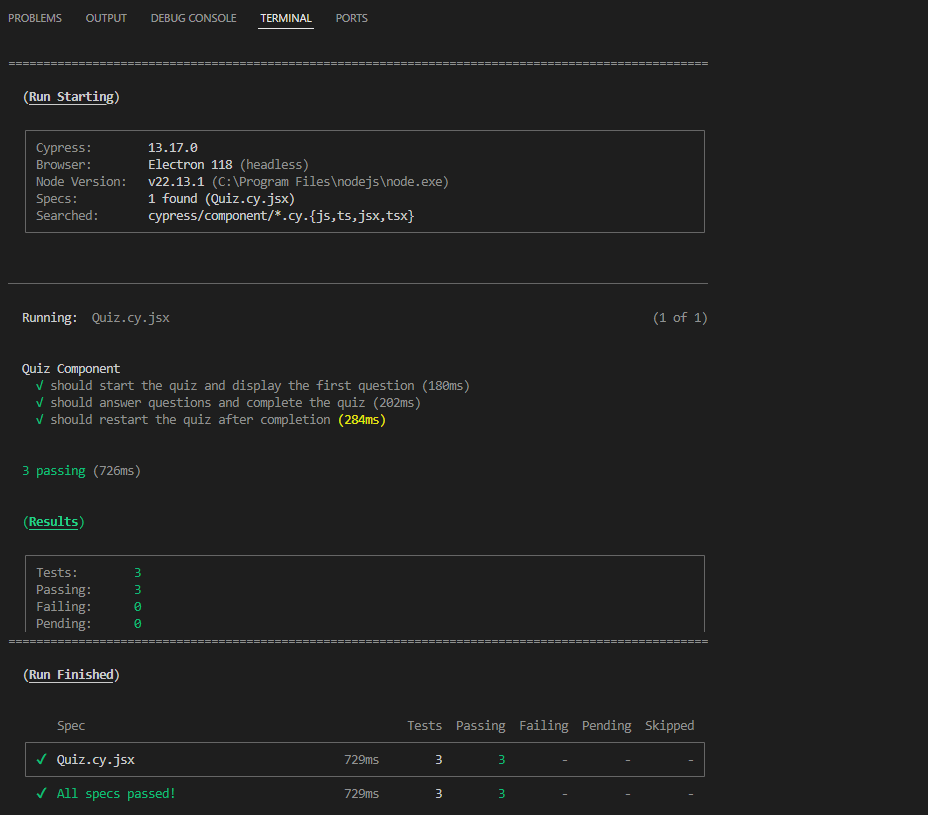 PROBLEMS OUTPUT DEBUG CONSOLE TERMINAL PORTS
====================================================================================================
(Run Starting)
Cypress: 13.17.0
Browser: Electron 118 (headless)
Node Version: v22.13.1 (C:\Program Files\nodejs\node.exe)
Specs: 1 found (Quiz.cy.jsx)
Searched: cypress/component/*.cy.{js,ts,jsx,tsx}
Running: Quiz.cy.jsx (1 of 1)
Quiz Component
√ should start the quiz and display the first question (180ms)
√ should answer questions and complete the quiz (202ms)
√ should restart the quiz after completion (284ms)
3 passing (726ms)
(Results)
Tests: 3
Passing: 3
Failing: 0
Pending: 0
====================================================================================================
(Run Finished)
Spec Tests Passing Failing Pending Skipped
✔ Quiz.cy.jsx 729ms 3 3 - - -
✔ All specs passed! 729ms 3 3 - - -